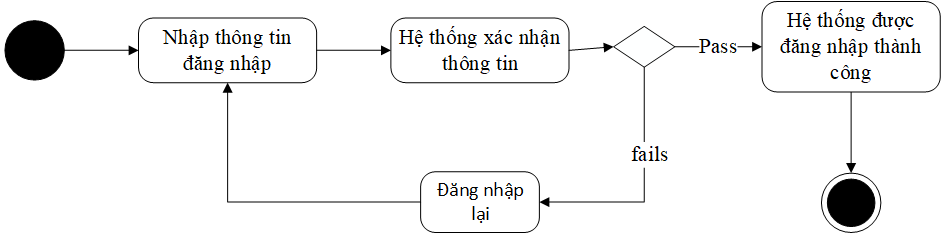 Nhập thông tin
đăng nhập
Hệ thống xác nhận
thông tin
Pass
Hệ thống được
đăng nhập thành
công
fails
Đăng nhập
lại